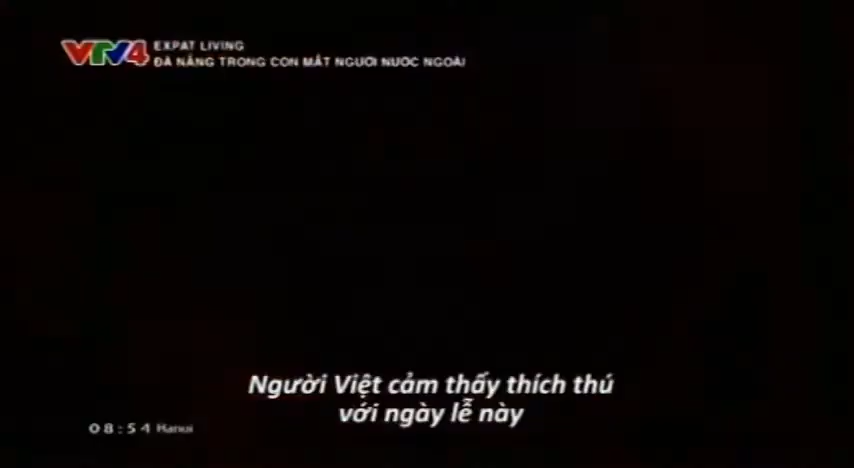 VTV4
EXPAT LIVING
ĐÀ NẴNG TRONG CON MẮT NGƯỜI NƯỚC NGOÀI
Người Việt cảm thấy thích thú
với ngày lễ này
08:54 Hanoi